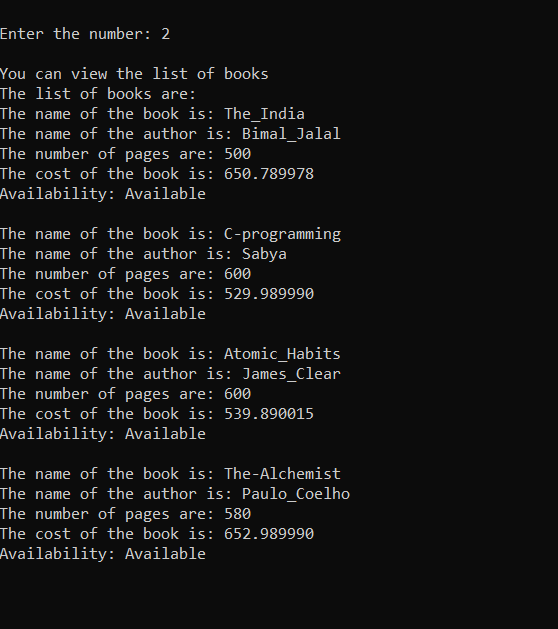 Enter the number: 2
You can view the list of books
The list of books are:
The name of the book is: The_India
The name of the author is: Bimal_Jalal
The number of pages are: 500
The cost of the book is: 650.789978
Availability: Available
The name of the book is: C-programming
The name of the author is: Sabya
The number of pages are: 600
The cost of the book is: 529.989990
Availability: Available
The name of the book is: Atomic_Habits
The name of the author is: James_Clear
The number of pages are: 600
The cost of the book is: 539.890015
Availability: Available
The name of the book is: The-Alchemist
The name of the author is: Paulo_Coelho
The number of pages are: 580
The cost of the book is: 652.989990
Availability: Available